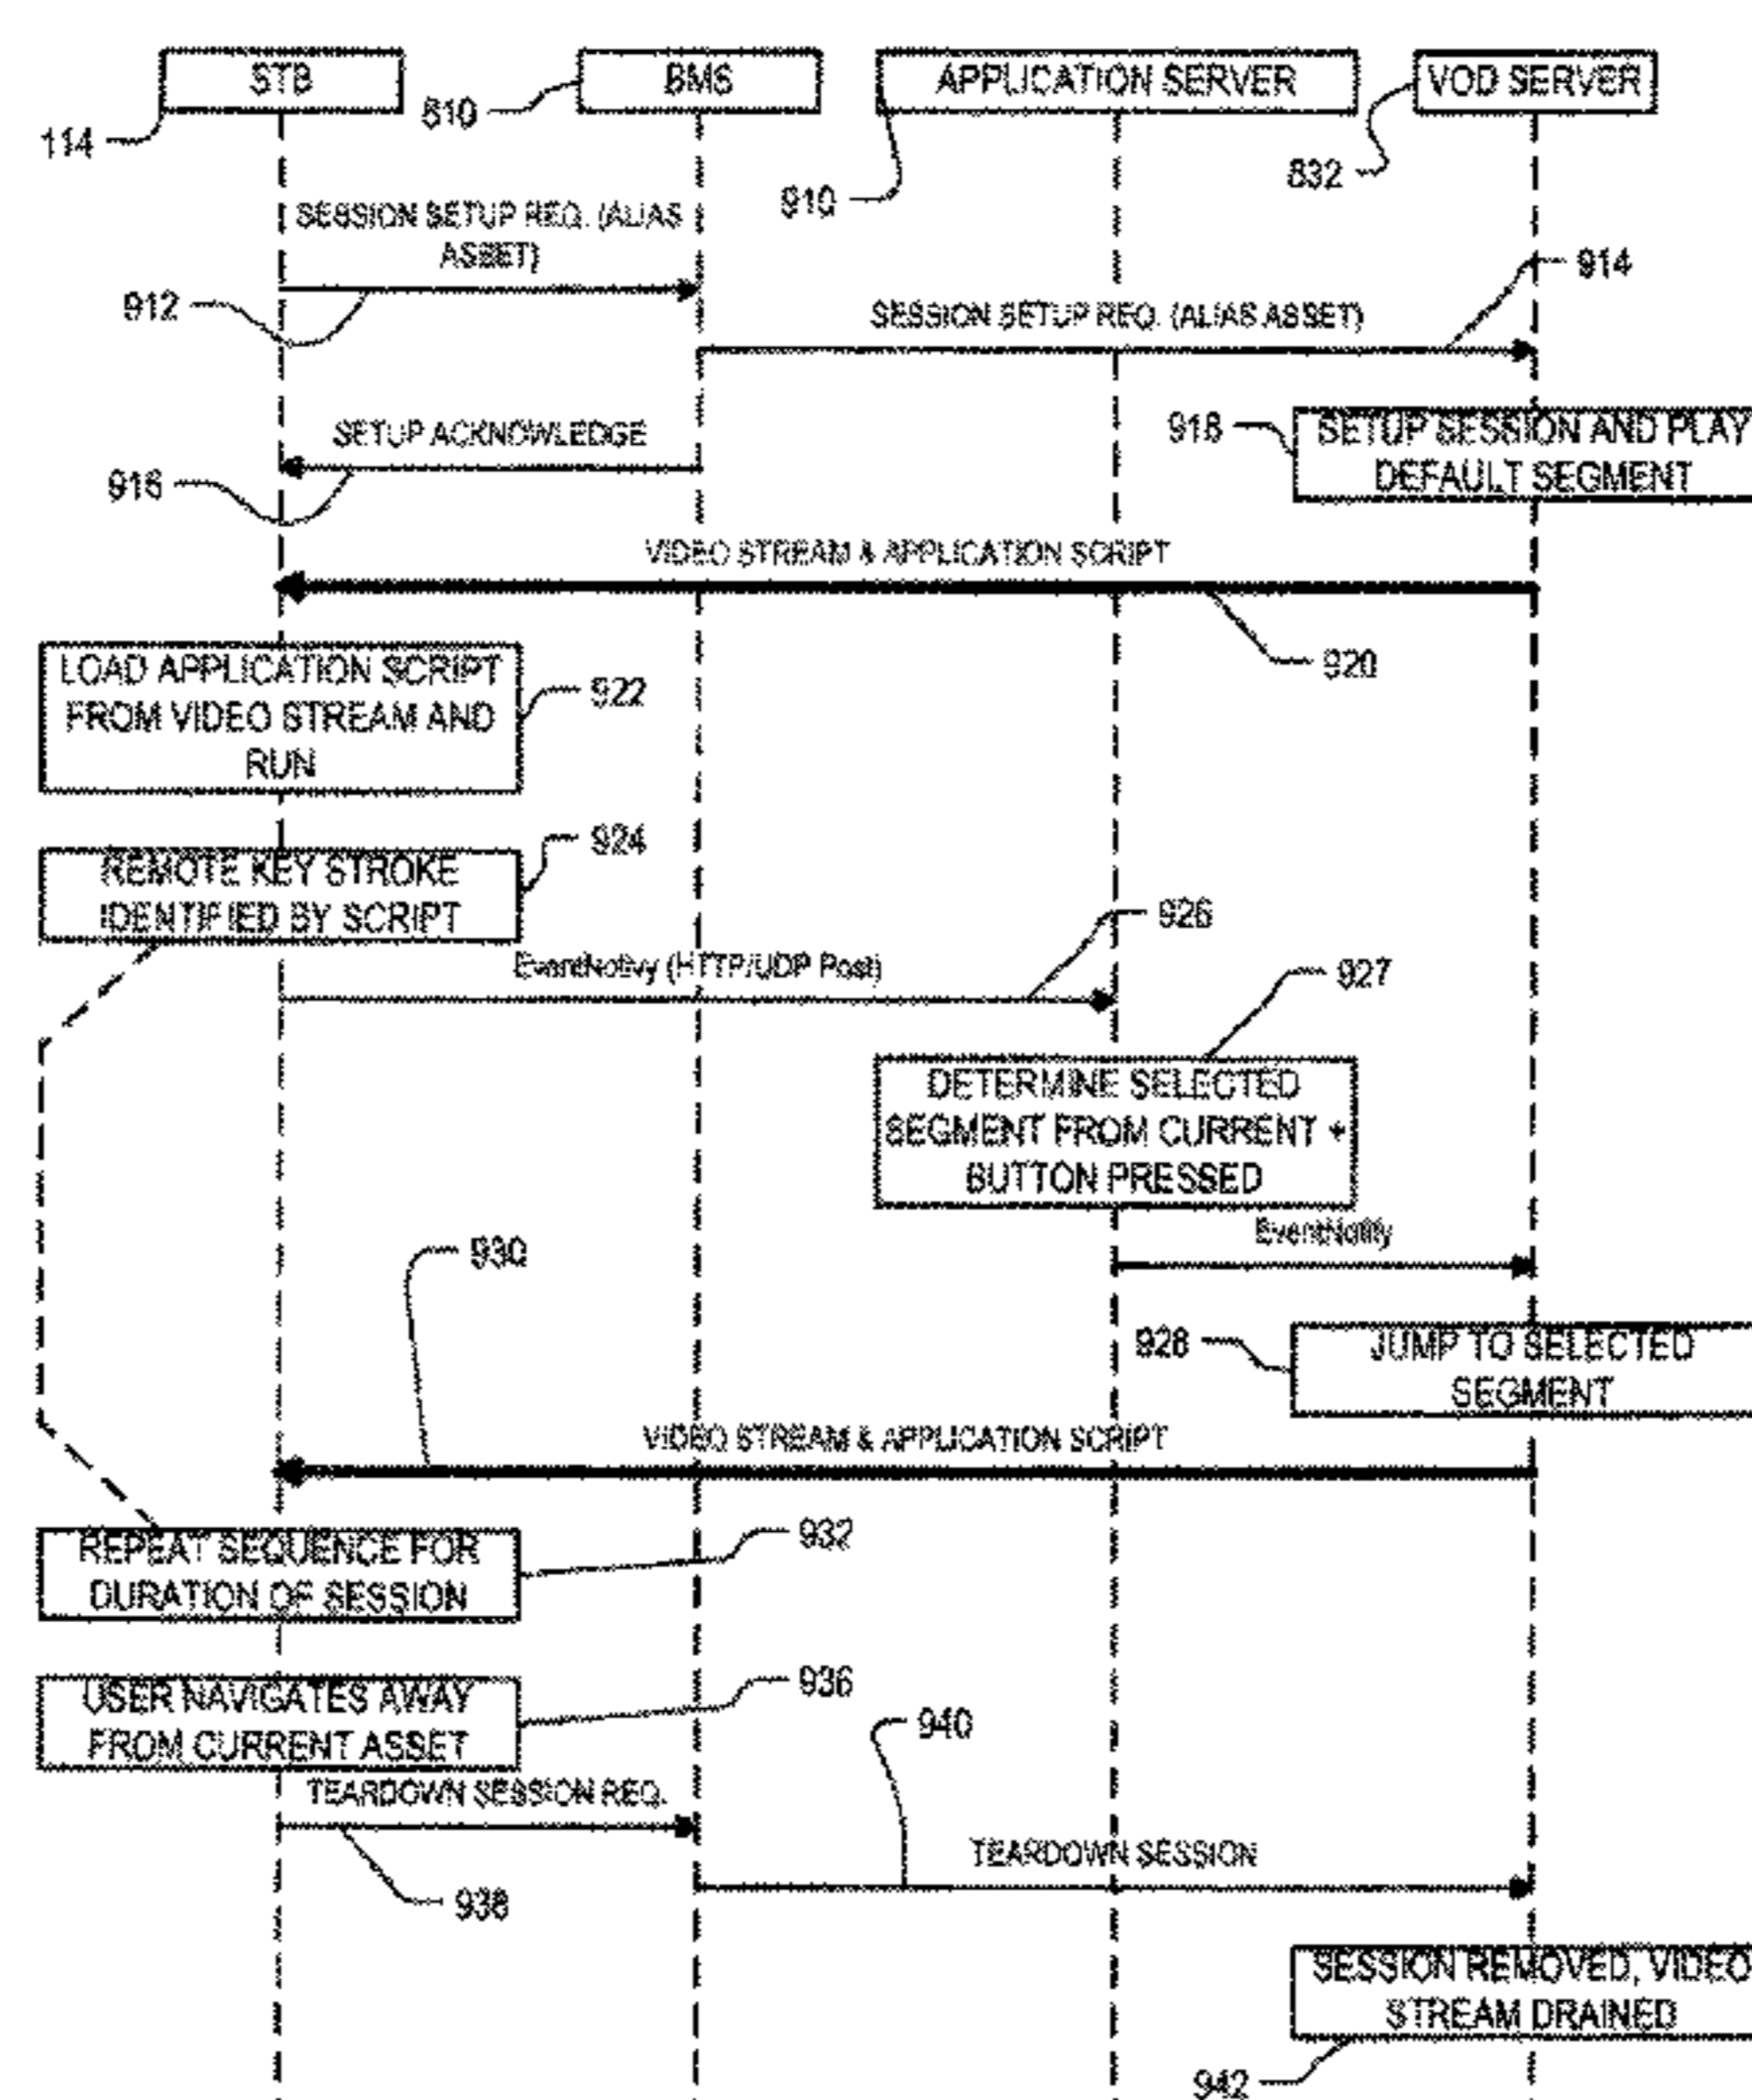 STB
BMS
APPLICATION SERVER
VOD SERVER
114
810
910
832
SESSION SETUP REQ. (ALIAS
ASSET)
912
914
SESSION SETUP REQ. (ALIAS ASSET)
SETUP ACKNOWLEDGE
916
918
SETUP SESSION AND PLAY
DEFAULT SEGMENT
VIDEO STREAM & APPLICATION SCRIPT
920
LOAD APPLICATION SCRIPT
FROM VIDEO STREAM AND
RUN
922
REMOTE KEY STROKE
IDENTIFIED BY SCRIPT
924
926
EventNotivy (HTTP/UDP Post)
927
DETERMINE SELECTED
SEGMENT FROM CURRENT +
BUTTON PRESSED
EventNotify
930
928
JUMP TO SELECTED
SEGMENT
VIDEO STREAM & APPLICATION SCRIPT
REPEAT SEQUENCE FOR
DURATION OF SESSION
932
USER NAVIGATES AWAY
FROM CURRENT ASSET
936
940
TEARDOWN SESSION REQ.
938
TEARDOWN SESSION
SESSION REMOVED, VIDEO
STREAM DRAINED
942